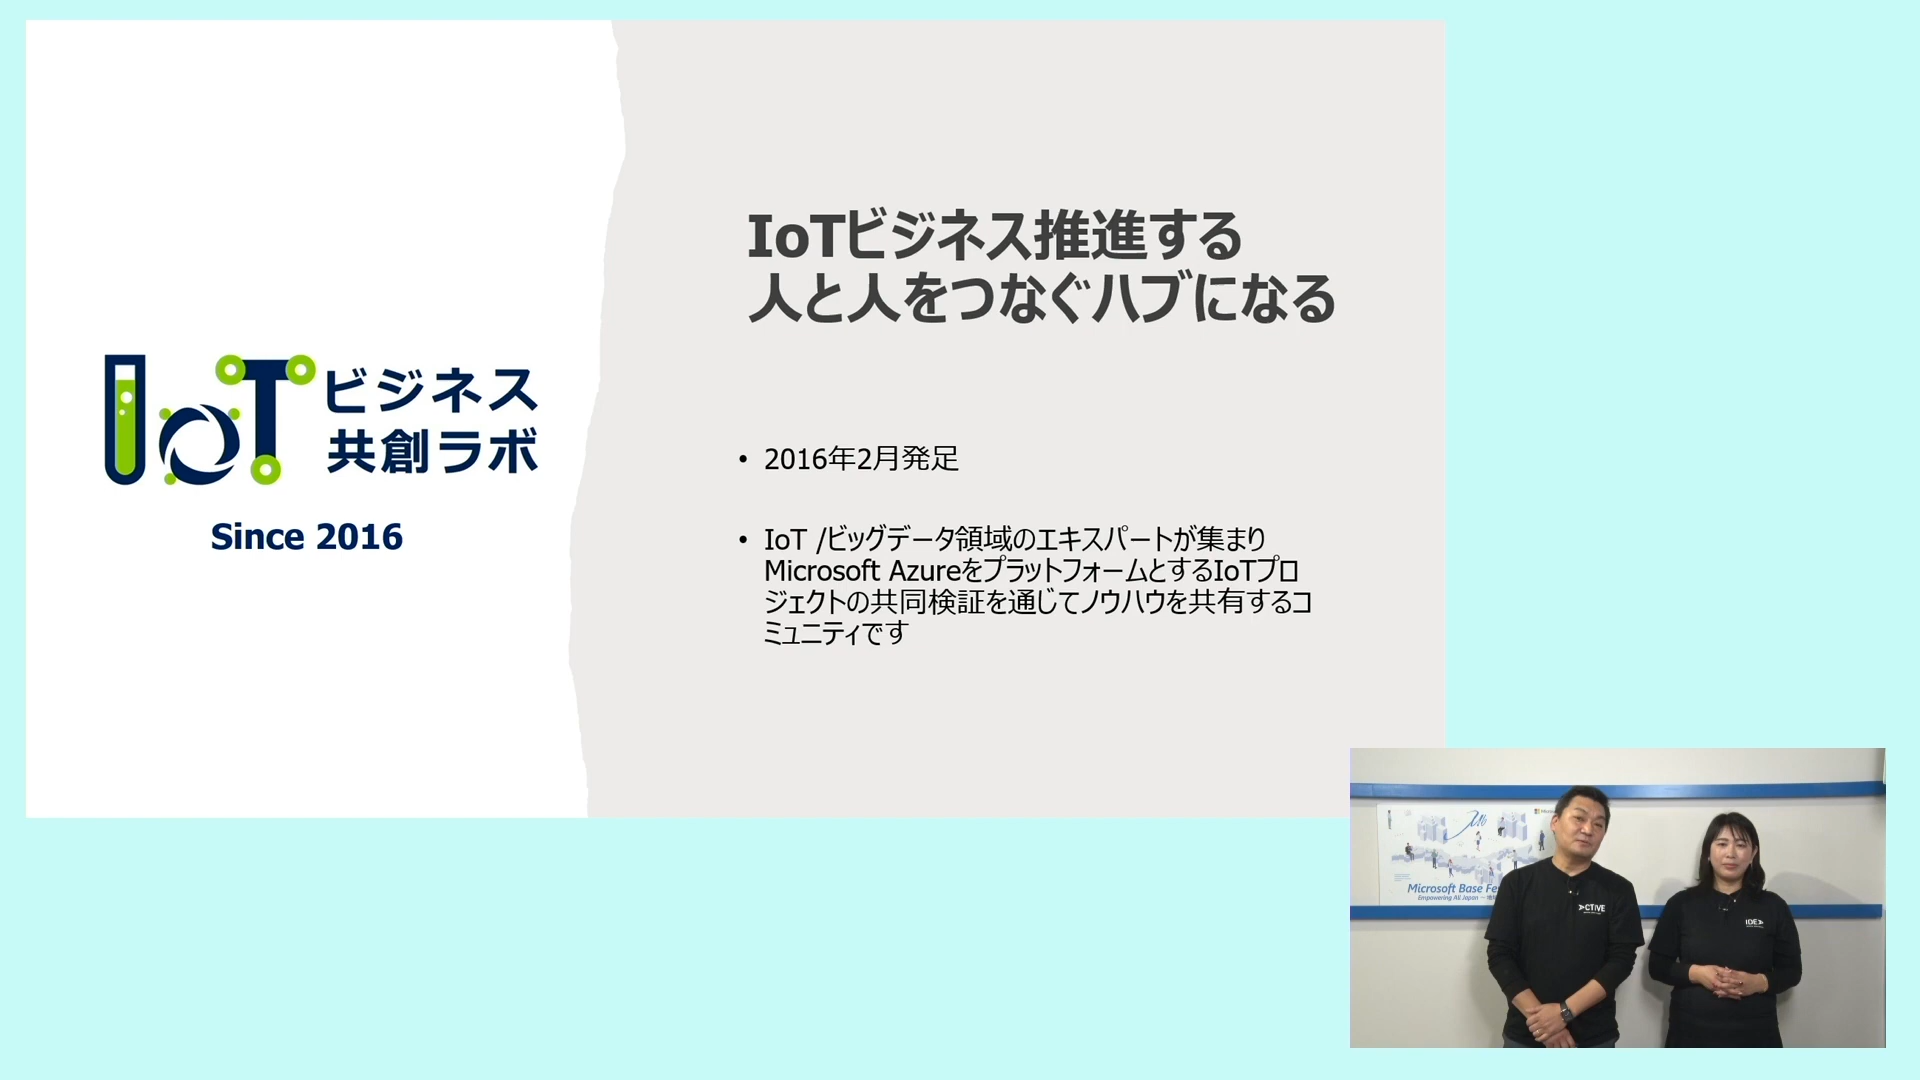 IoTビジネス推進する
人と人をつなぐハブになる
IoT
ビジネス
共創ラボ
Since 2016
• 2016年2月発足
• IoT /ビッグデータ領域のエキスパートが集まり
Microsoft AzureをプラットフォームとするIoTプロ
ジェクトの共同検証を通じてノウハウを共有するコ
ミュニティです
Microsoft Base Fe
Empowering All Japan
ACTIVE
IDEA